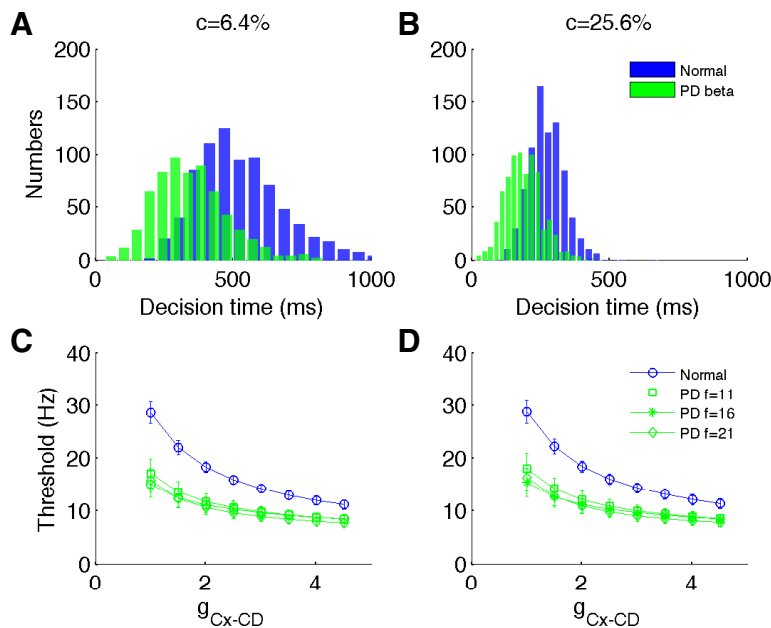 A
c=6.4%
B
c=25.6%
200
150
100
50
0
Numbers
0
500
1000
Decision time (ms)
200
150
100
50
0
Normal
PD beta
0
500
1000
Decision time (ms)
C
D
40
30
20
10
0
Threshold (Hz)
0
2
4
g Cx-CD
40
30
20
10
0
Normal
PD f=11
PD f=16
PD f=21
0
2
4
g Cx-CD